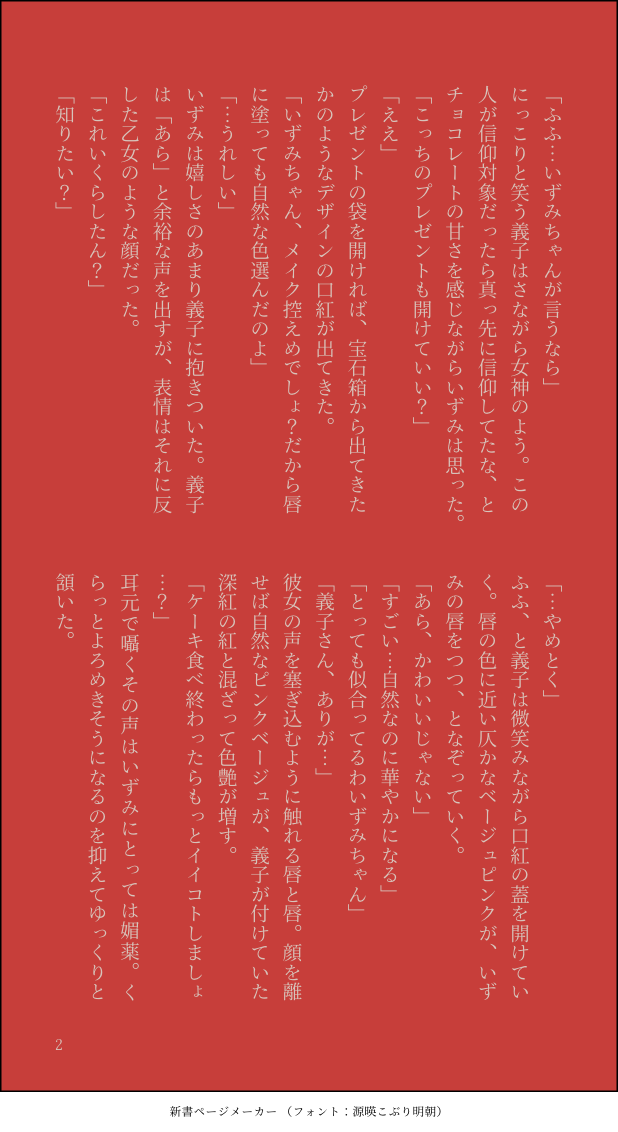 「ふふ…いずみちゃんが言うなら」
にっこりと笑う義子はさながら女神のよう。この
人が信仰対象だったら真っ先に信仰してたな、と
チョコレートの甘さを感じながらいずみは思った。
「こっちのプレゼントも開けていい？」
「ええ」
プレゼントの袋を開ければ、宝石箱から出てきた
かのようなデザインの口紅が出てきた。
「いずみちゃん、メイク控えめでしょ？だから唇
に塗っても自然な色選んだのよ」
「…うれしい」
いずみは嬉しさのあまり義子に抱きついた。義子
は「あら」と余裕な声を出すが、表情はそれに反
した乙女のような顔だった。
「これいくらしたん？」
「知りたい？」
「…やめとく」
ふふ、と義子は微笑みながら口紅の蓋を開けてい
く。唇の色に近い仄かなベージュピンクが、いず
みの唇をつつ、となぞっていく。
「あら、かわいいじゃない」
「すごい…自然なのに華やかになる」
「とっても似合ってるわいずみちゃん」
「義子さん、ありが…」
彼女の声を塞ぎ込むように触れる唇と唇。顔を離
せば自然なピンクベージュが、義子が付けていた
深紅の紅と混ざって色艶が増す。
「ケーキ食べ終わったらもっとイイコトしましょ
…？」
耳元で囁くその声はいずみにとっては媚薬。く
らっとよろめきそうになるのを抑えてゆっくりと
頷いた。
2
新書ページメーカー（フォント：源暎こぶり明朝）